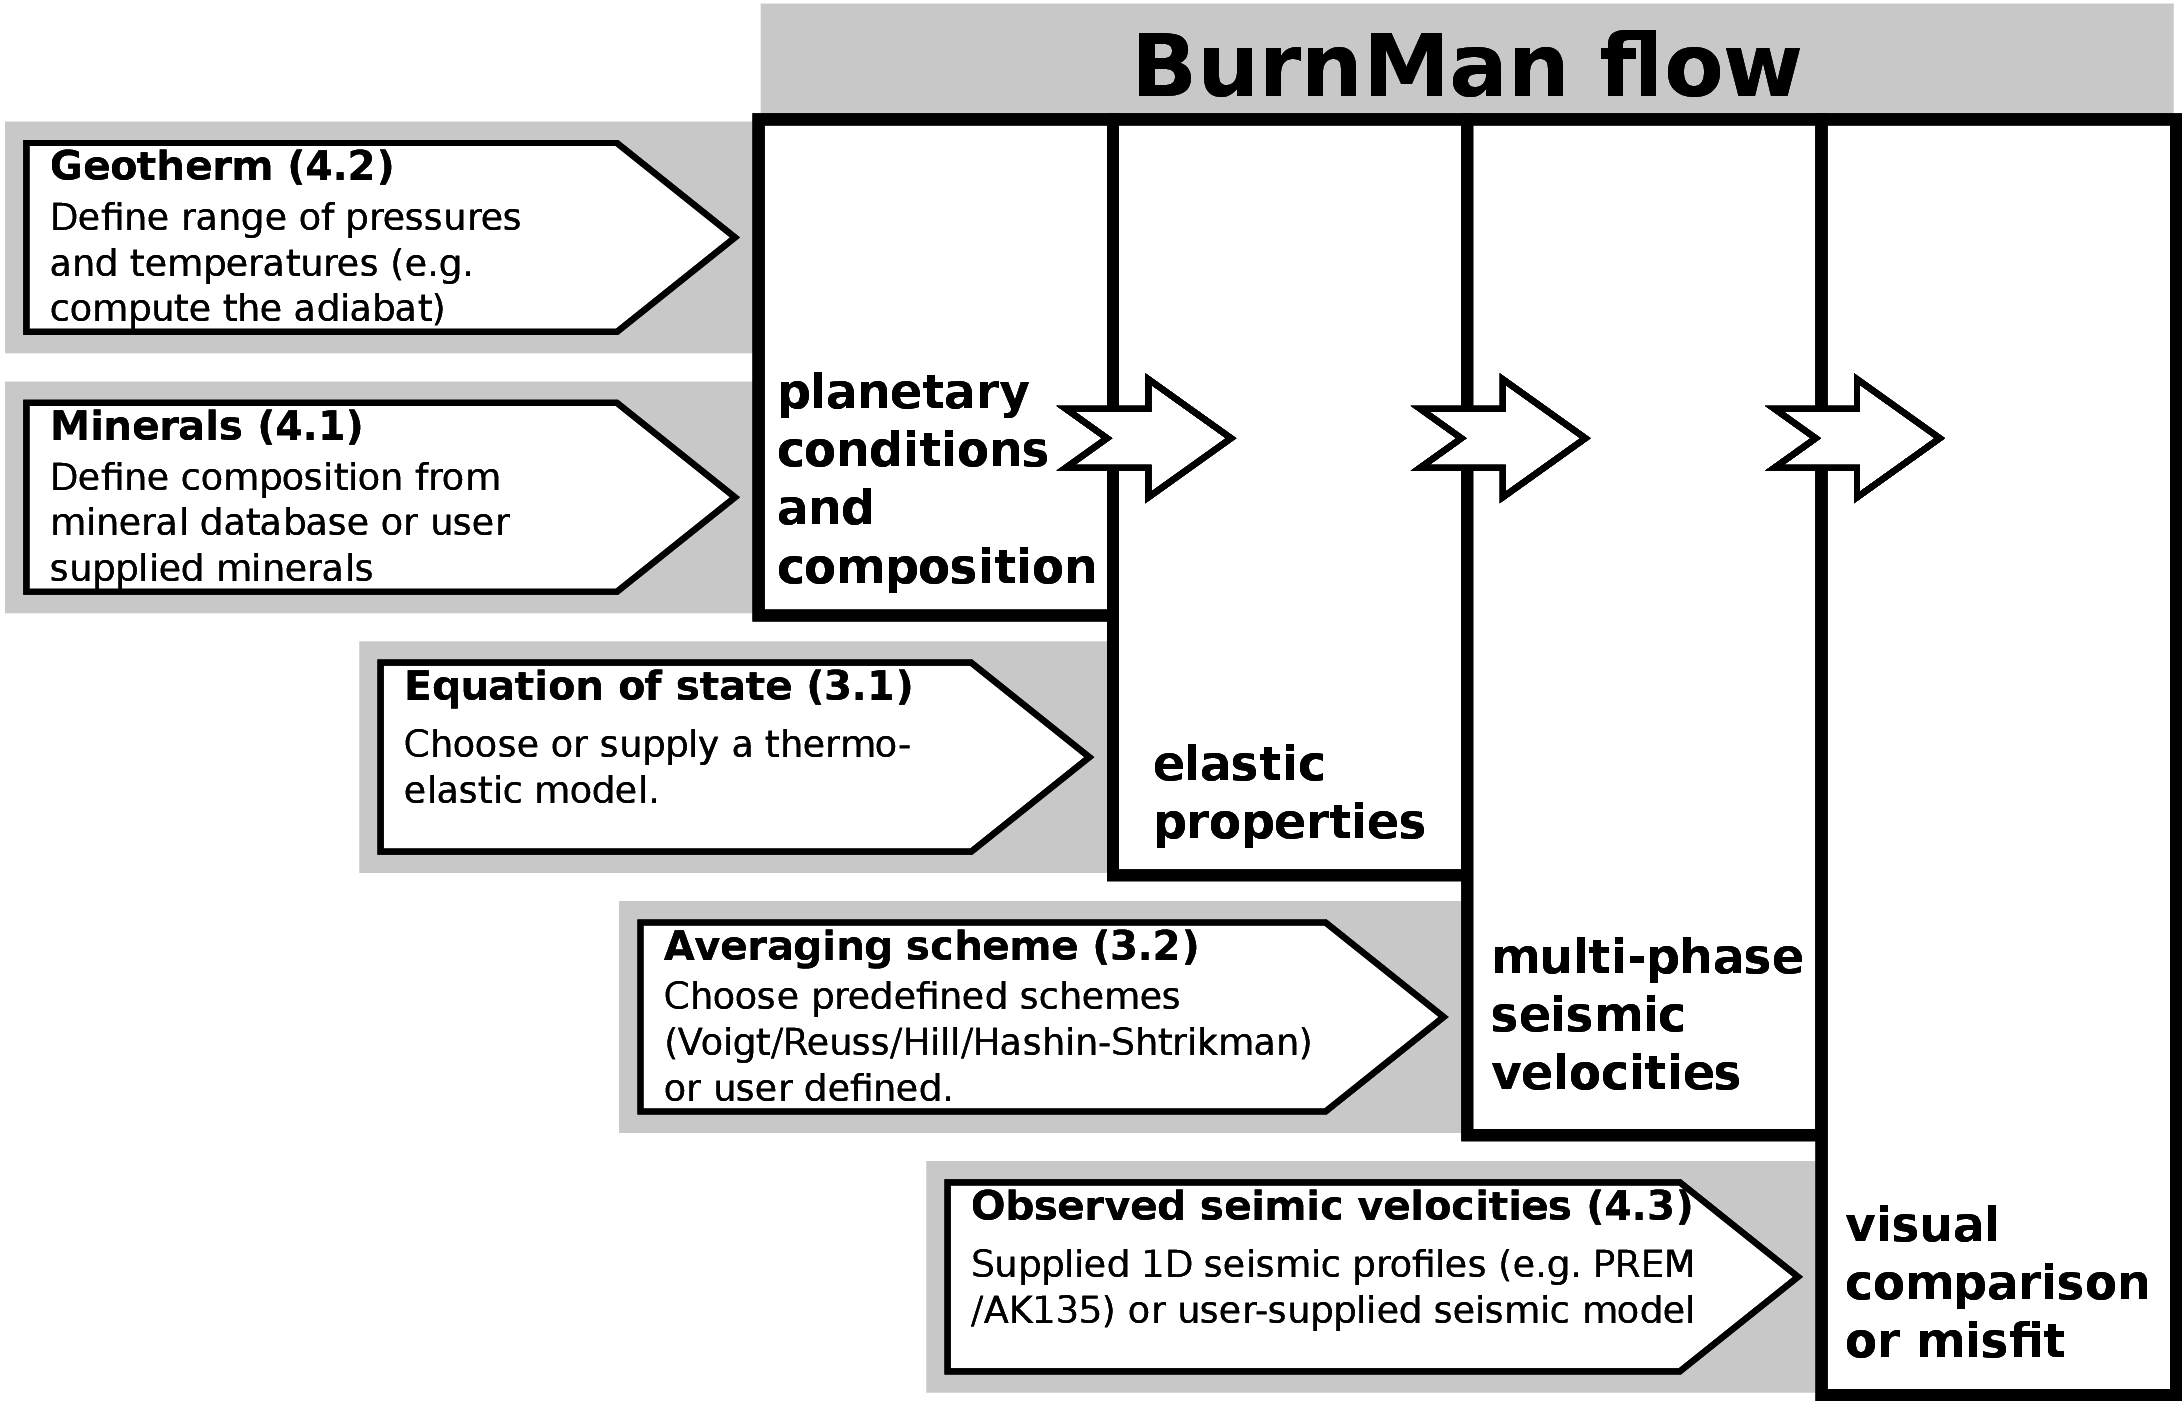 BurnMan flow
Geotherm (4.2)
Define range of pressures
and temperatures (e.g.
compute the adiabat)
Minerals (4.1)
Define composition from
mineral database or user
supplied minerals
planetary
conditions
and
composition
Equation of state (3.1)
Choose or supply a thermo-
elastic model.
elastic
properties
Averaging scheme (3.2)
Choose predefined schemes
(Voigt/Reuss/Hill/Hashin-Shtrikman)
or user defined.
multi-phase
seismic
velocities
Observed seimic velocities (4.3)
Supplied 1D seismic profiles (e.g. PREM
/AK135) or user-supplied seismic model
visual
comparison
or misfit